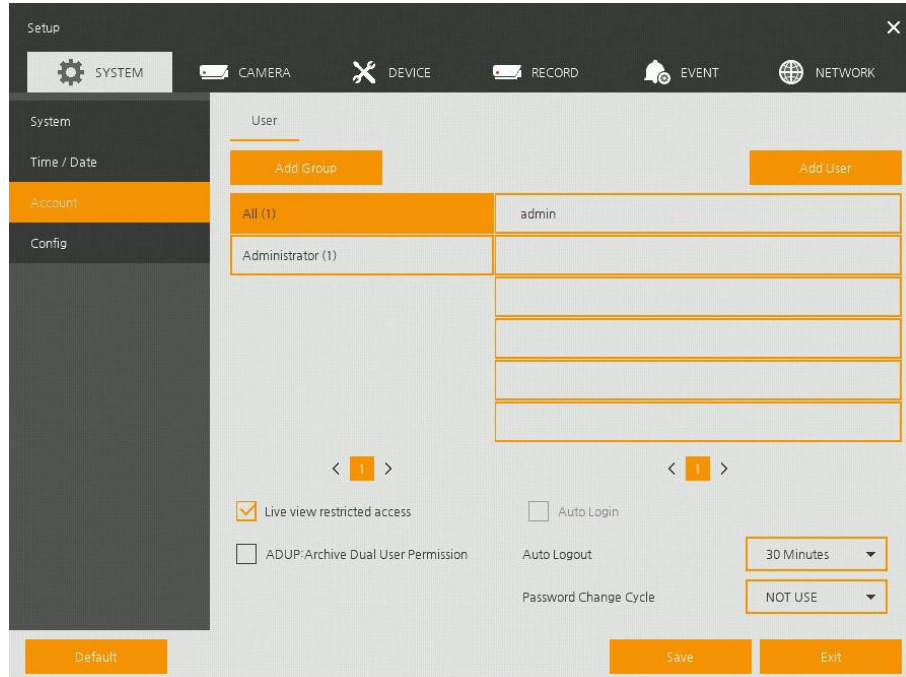 Setup
SYSTEM CAMERA DEVICE RECORD EVENT NETWORK
System
Time / Date
Account
Config
User
Add Group Add User
All (1)
Administrator (1)
admin
< 1 > < 1 >
Live view restricted access
Auto Login
ADUP:Archive Dual User Permission
Auto Logout 30 Minutes
Password Change Cycle NOT USE
Default Save Exit